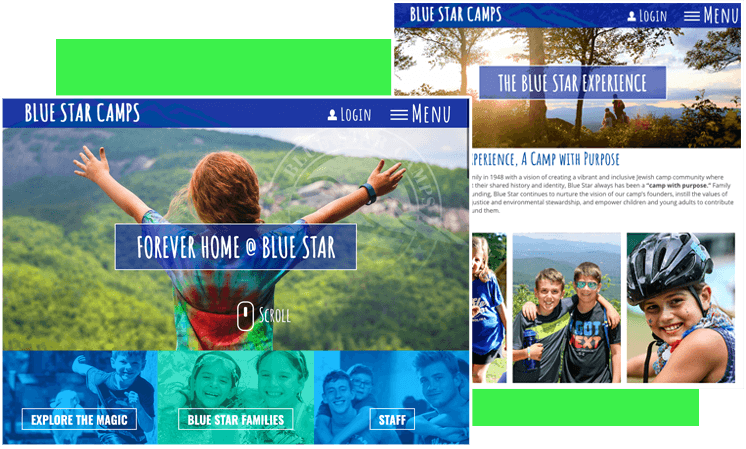 BLUE STAR CAMPS
LOGIN
MENU
THE BLUE STAR EXPERIENCE
XPERIENCE, A CAMP WITH PURPOSE
mily in 1948 with a vision of creating a vibrant and inclusive Jewish camp community where
their shared history and identity, Blue Star always has been a "camp with purpose." Family
unding, Blue Star continues to nurture the vision of our camp's founders, instill the values of
ustice and environmental stewardship, and empower children and young adults to contribute
und them.
BLUE STAR CAMPS
LOGIN
MENU
FOREVER HOME @ BLUE STAR
SCROLL
EXPLORE THE MAGIC
BLUE STAR FAMILIES
STAFF